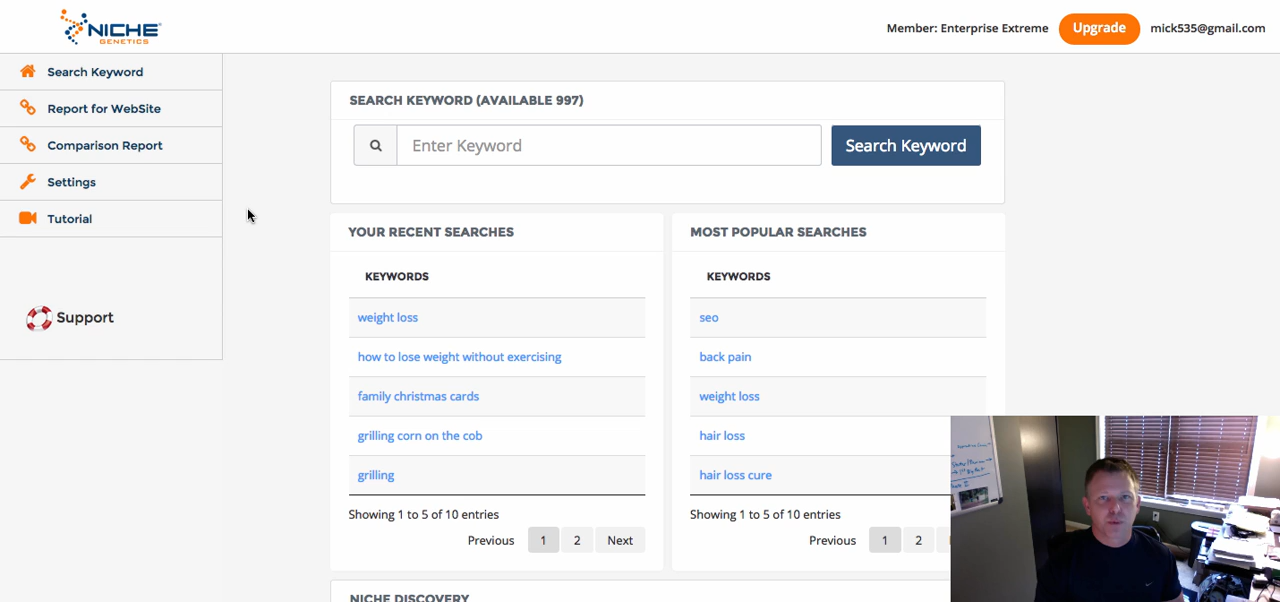 NICHE
GENETICS
Member: Enterprise Extreme
Upgrade
mick535@gmail.com
Search Keyword
Report for WebSite
Comparison Report
Settings
Tutorial
Support
SEARCH KEYWORD (AVAILABLE 997)
Enter Keyword
Search Keyword
YOUR RECENT SEARCHES
KEYWORDS
weight loss
how to lose weight without exercising
family christmas cards
grilling corn on the cob
grilling
Showing 1 to 5 of 10 entries
Previous 1 2 Next
MOST POPULAR SEARCHES
KEYWORDS
seo
back pain
weight loss
hair loss
hair loss cure
Showing 1 to 5 of 10 entries
Previous 1 2
NICHE DISCOVERY